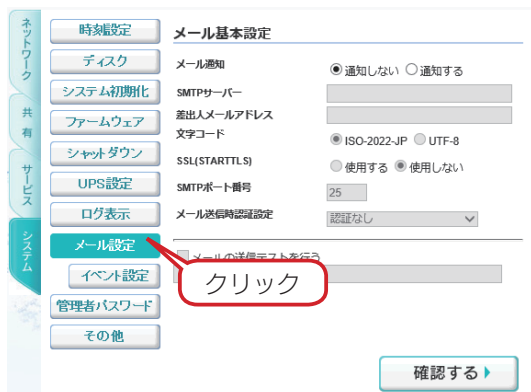 ネットワーク
共有
サービス
システム
時刻設定
ディスク
システム初期化
ファームウェア
シャットダウン
UPS設定
ログ表示
メール設定
イベント設定
管理者パスワード
その他
メール基本設定
メール通知 通知しない 通知する
SMTPサーバー
差出人メールアドレス
文字コード ISO-2022-JP UTF-8
SSL(STARTTLS) 使用する 使用しない
SMTPポート番号 25
メール送信時認証設定 認証なし
メールの送信テストを行う
クリック
確認する